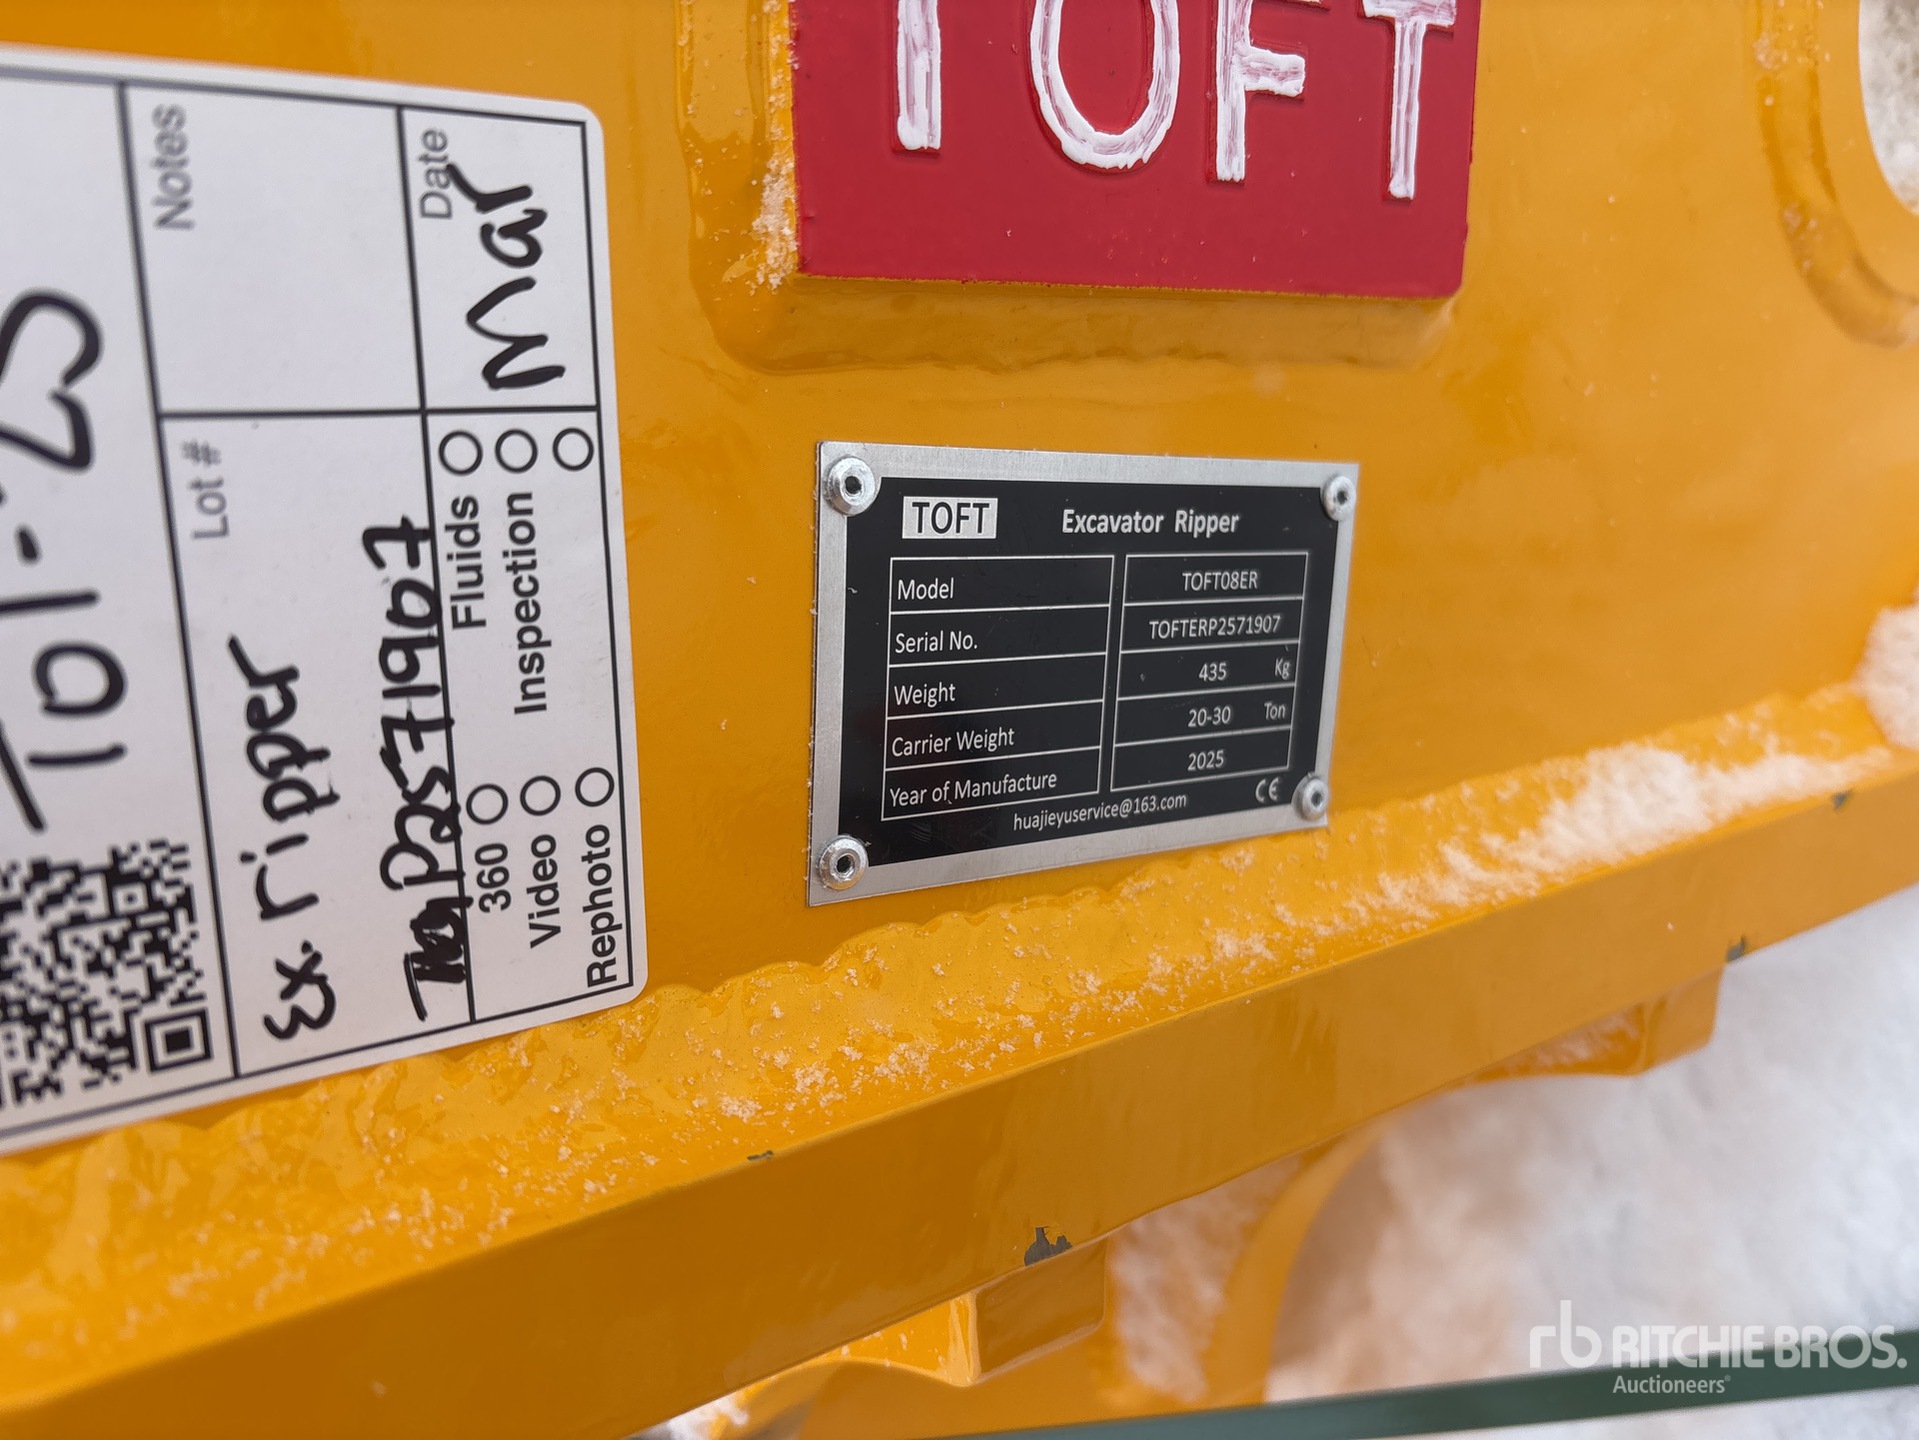 TOFT
TOFT Excavator Ripper
Model TOFT08ER
Serial No. TOFTERP2571907
Weight 435 Kg
Carrier Weight 20-30 Ton
Year of Manufacture 2025
huajieyuservice@163.com CE
Notes
Date
Mar
Lot #
Ex. ripper
Fluids
Inspection
360
Video
Rephoto
rb RITCHIE BROS.
Auctioneers